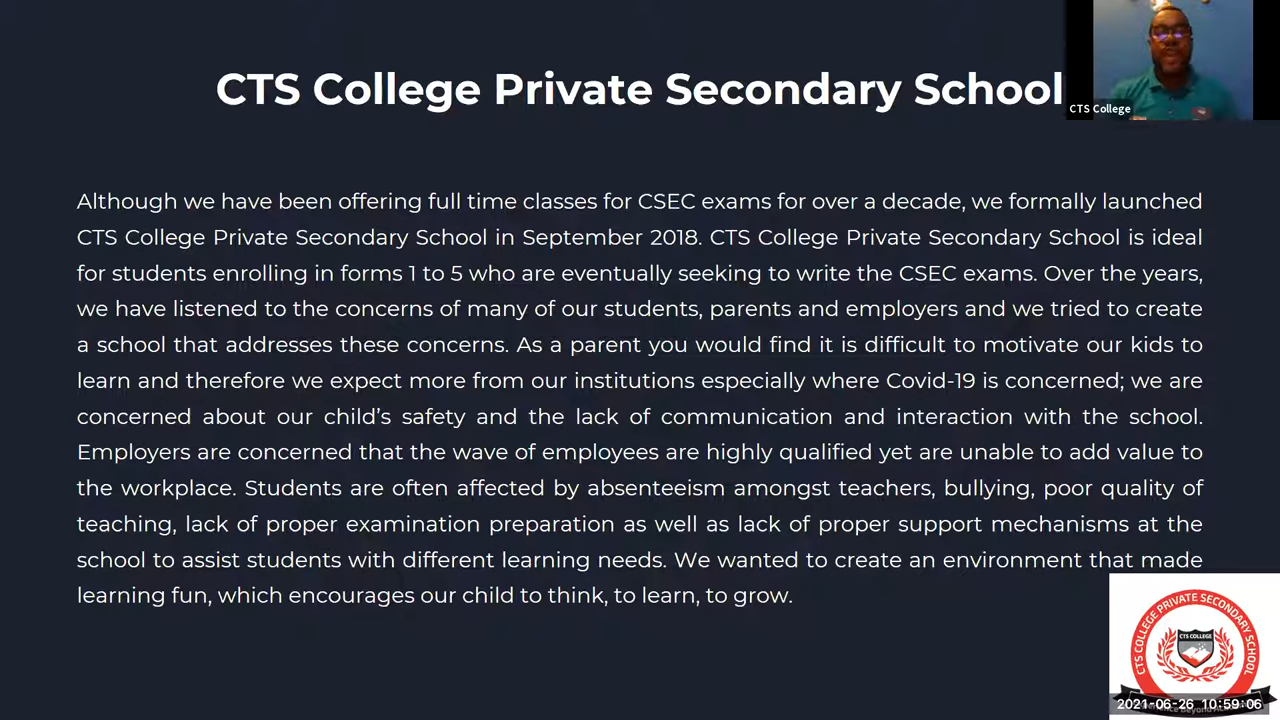 CTS College Private Secondary School
CTS College
Although we have been offering full time classes for CSEC exams for over a decade, we formally launched
CTS College Private Secondary School in September 2018. CTS College Private Secondary School is ideal
for students enrolling in forms 1 to 5 who are eventually seeking to write the CSEC exams. Over the years,
we have listened to the concerns of many of our students, parents and employers and we tried to create
a school that addresses these concerns. As a parent you would find it is difficult to motivate our kids to
learn and therefore we expect more from our institutions especially where Covid-19 is concerned; we are
concerned about our child’s safety and the lack of communication and interaction with the school.
Employers are concerned that the wave of employees are highly qualified yet are unable to add value to
the workplace. Students are often affected by absenteeism amongst teachers, bullying, poor quality of
teaching, lack of proper examination preparation as well as lack of proper support mechanisms at the
school to assist students with different learning needs. We wanted to create an environment that made
learning fun, which encourages our child to think, to learn, to grow.
CTS COLLEGE PRIVATE SECONDARY SCHOOL
CTS COLLEGE
2021-06-26 10:59:06